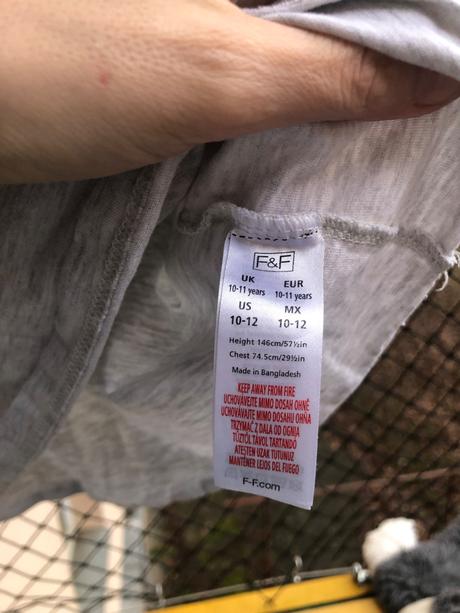 F&F
UK EUR
10-11 years 10-11 years
US MX
10-12 10-12
Height 146cm/57½in
Chest 74.5cm/29½in
Made in Bangladesh
KEEP AWAY FROM FIRE
UCHOVÁVEJTE MIMO DOSAH OHNĚ
UCHOVÁVAJTE MIMO DOSAHU OHŇA
TRZYMAĆ Z DALA OD OGNIA
TŰZTŐL TÁVOL TARTANDÓ
ATEŞTEN UZAK TUTUNUZ
MANTENER LEJOS DEL FUEGO
F-F.com